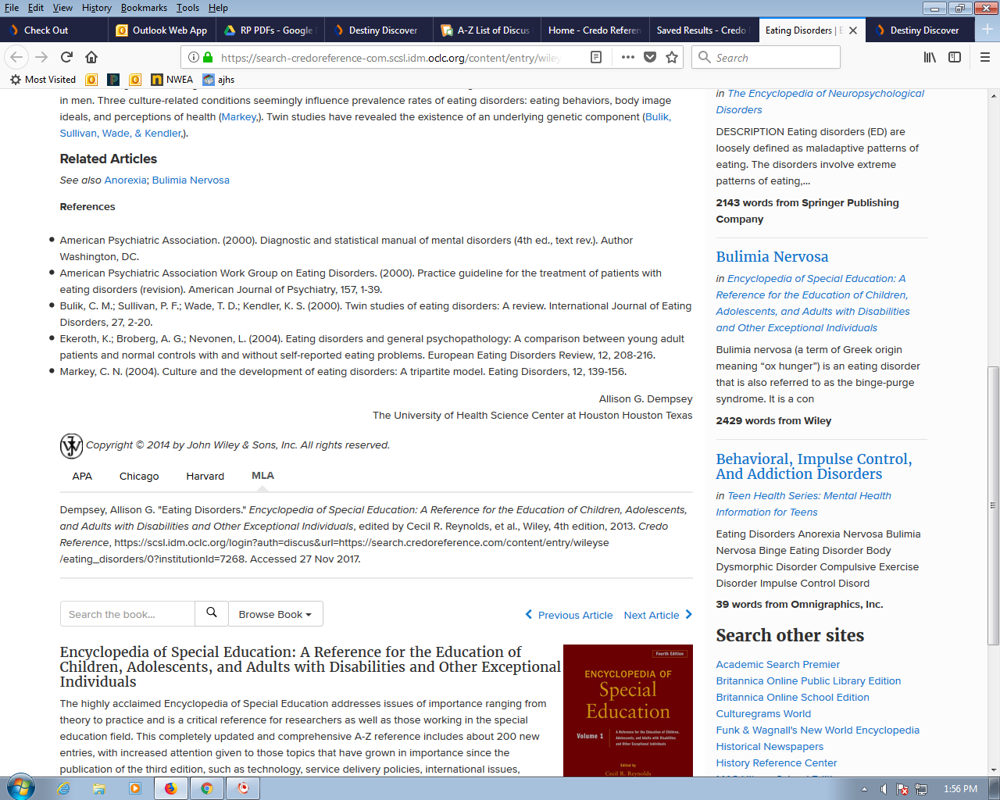 File Edit View History Bookmarks Tools Help
Check Out
Outlook Web App
RP PDFs - Google
Destiny Discover
A-Z List of Discus
Home - Credo Referen
Saved Results - Credo
Eating Disorders | E
Destiny Discover
https://search-credoreference-com.scsl.idm.oclc.org/content/entry/wiley
Search
Most Visited
NWEA
ajhs
in men. Three culture-related conditions seemingly influence prevalence rates of eating disorders: eating behaviors, body image
ideals, and perceptions of health (Markey,). Twin studies have revealed the existence of an underlying genetic component (Bulik,
Sullivan, Wade, & Kendler,).
Related Articles
See also Anorexia; Bulimia Nervosa
References
American Psychiatric Association. (2000). Diagnostic and statistical manual of mental disorders (4th ed., text rev.). Author
Washington, DC.
American Psychiatric Association Work Group on Eating Disorders. (2000). Practice guideline for the treatment of patients with
eating disorders (revision). American Journal of Psychiatry, 157, 1-39.
Bulik, C. M.; Sullivan, P. F.; Wade, T. D.; Kendler, K. S. (2000). Twin studies of eating disorders: A review. International Journal of Eating
Disorders, 27, 2-20.
Ekeroth, K.; Broberg, A. G.; Nevonen, L. (2004). Eating disorders and general psychopathology: A comparison between young adult
patients and normal controls with and without self-reported eating problems. European Eating Disorders Review, 12, 208-216.
Markey, C. N. (2004). Culture and the development of eating disorders: A tripartite model. Eating Disorders, 12, 139-156.
Allison G. Dempsey
The University of Health Science Center at Houston Houston Texas
Copyright © 2014 by John Wiley & Sons, Inc. All rights reserved.
APA Chicago Harvard MLA
Dempsey, Allison G. "Eating Disorders." Encyclopedia of Special Education: A Reference for the Education of Children, Adolescents,
and Adults with Disabilities and Other Exceptional Individuals, edited by Cecil R. Reynolds, et al., Wiley, 4th edition, 2013. Credo
Reference, https://scsl.idm.oclc.org/login?auth=discus&url=https://search.credoreference.com/content/entry/wileyse
/eating_disorders/0?institutionId=7268. Accessed 27 Nov 2017.
Search the book...
Browse Book
Previous Article Next Article
Encyclopedia of Special Education: A Reference for the Education of
Children, Adolescents, and Adults with Disabilities and Other Exceptional
Individuals
The highly acclaimed Encyclopedia of Special Education addresses issues of importance ranging from
theory to practice and is a critical reference for researchers as well as those working in the special
education field. This completely updated and comprehensive A-Z reference includes about 200 new
entries, with increased attention given to those topics that have grown in importance since the
publication of the third edition, such as technology, service delivery policies, international issues,
Fourth Edition
ENCYCLOPEDIA OF
Special
Education
Volume 1
A Reference for the Education of Children,
Adolescents, and Adults with Disabilities
and Other Exceptional Individuals
Edited by
Cecil R. Reynolds
in The Encyclopedia of Neuropsychological
Disorders
DESCRIPTION Eating disorders (ED) are
loosely defined as maladaptive patterns of
eating. The disorders involve extreme
patterns of eating,...
2143 words from Springer Publishing
Company
Bulimia Nervosa
in Encyclopedia of Special Education: A
Reference for the Education of Children,
Adolescents, and Adults with Disabilities
and Other Exceptional Individuals
Bulimia nervosa (a term of Greek origin
meaning “ox hunger”) is an eating disorder
that is also referred to as the binge-purge
syndrome. It is a con
2429 words from Wiley
Behavioral, Impulse Control,
And Addiction Disorders
in Teen Health Series: Mental Health
Information for Teens
Eating Disorders Anorexia Nervosa Bulimia
Nervosa Binge Eating Disorder Body
Dysmorphic Disorder Compulsive Exercise
Disorder Impulse Control Disord
39 words from Omnigraphics, Inc.
Search other sites
Academic Search Premier
Britannica Online Public Library Edition
Britannica Online School Edition
Culturegrams World
Funk & Wagnall's New World Encyclopedia
Historical Newspapers
History Reference Center
1:56 PM